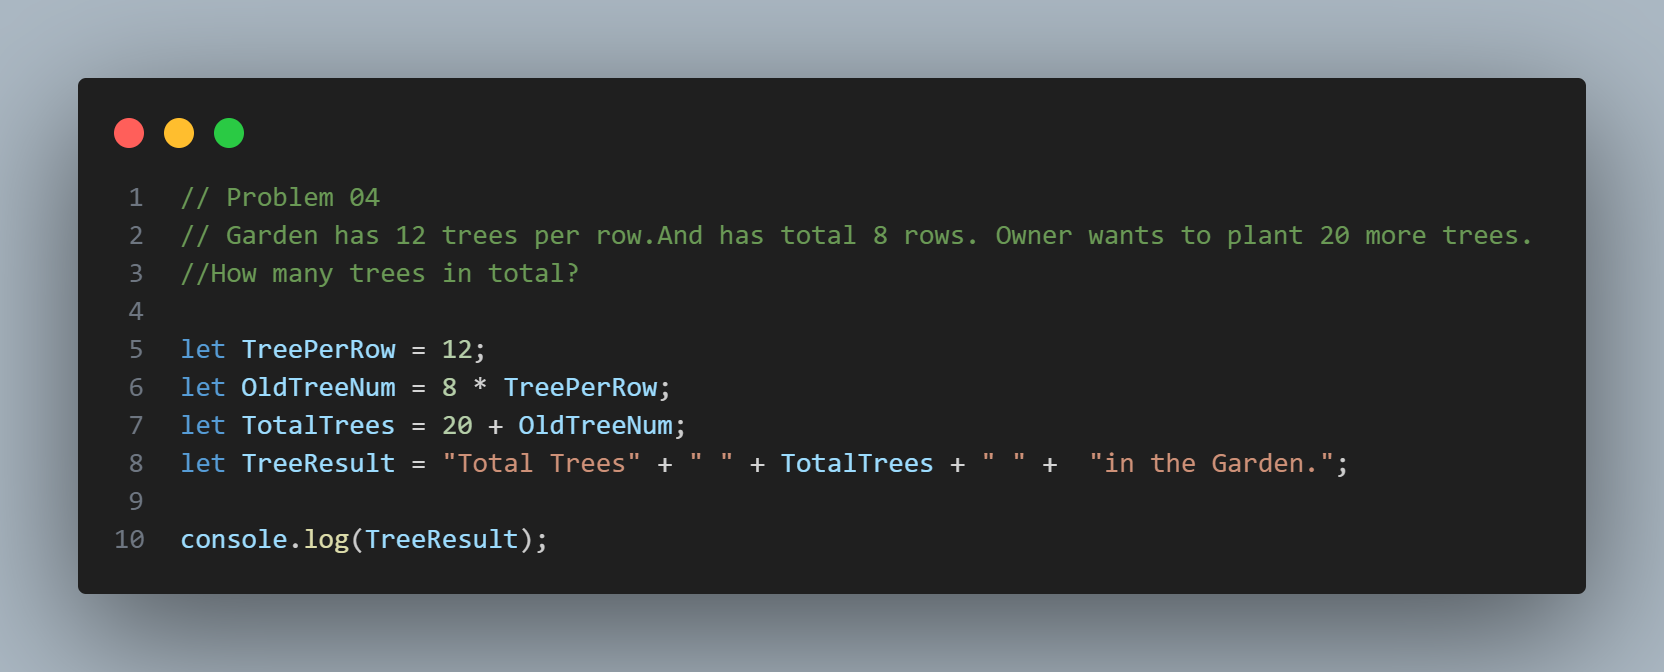 1 // Problem 04
2 // Garden has 12 trees per row.And has total 8 rows. Owner wants to plant 20 more trees.
3 //How many trees in total?
4
5 let TreePerRow = 12;
6 let OldTreeNum = 8 * TreePerRow;
7 let TotalTrees = 20 + OldTreeNum;
8 let TreeResult = "Total Trees" + " " + TotalTrees + " " +  "in the Garden.";
9
10 console.log(TreeResult);